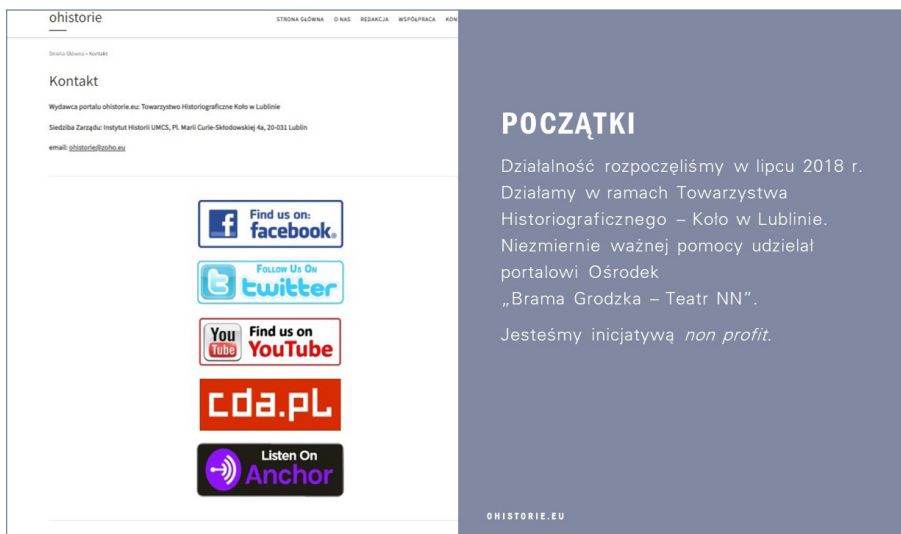 ohistorie
STRONA GŁÓWNA O NAS REDAKCJA WSPÓŁPRACA KON
Strona Główna » Kontakt
Kontakt
Wydawca portalu ohistorie.eu: Towarzystwo Historiograficzne Koło w Lublinie
Siedziba Zarządu: Instytut Historii UMCS, Pl. Marii Curie-Skłodowskiej 4a, 20-031 Lublin
email: ohistorie@zoho.eu
f
Find us on:
facebook®
Follow Us On
twitter
You
Tube
Find us on
YouTube
cda.pl
Listen On
Anchor
POCZĄTKI
Działalność rozpoczęliśmy w lipcu 2018 r.
Działamy w ramach Towarzystwa
Historiograficznego – Koło w Lublinie.
Niezmiernie ważnej pomocy udzielał
portalowi Ośrodek
„Brama Grodzka – Teatr NN”.
Jesteśmy inicjatywą non profit.
OHISTORIE.EU